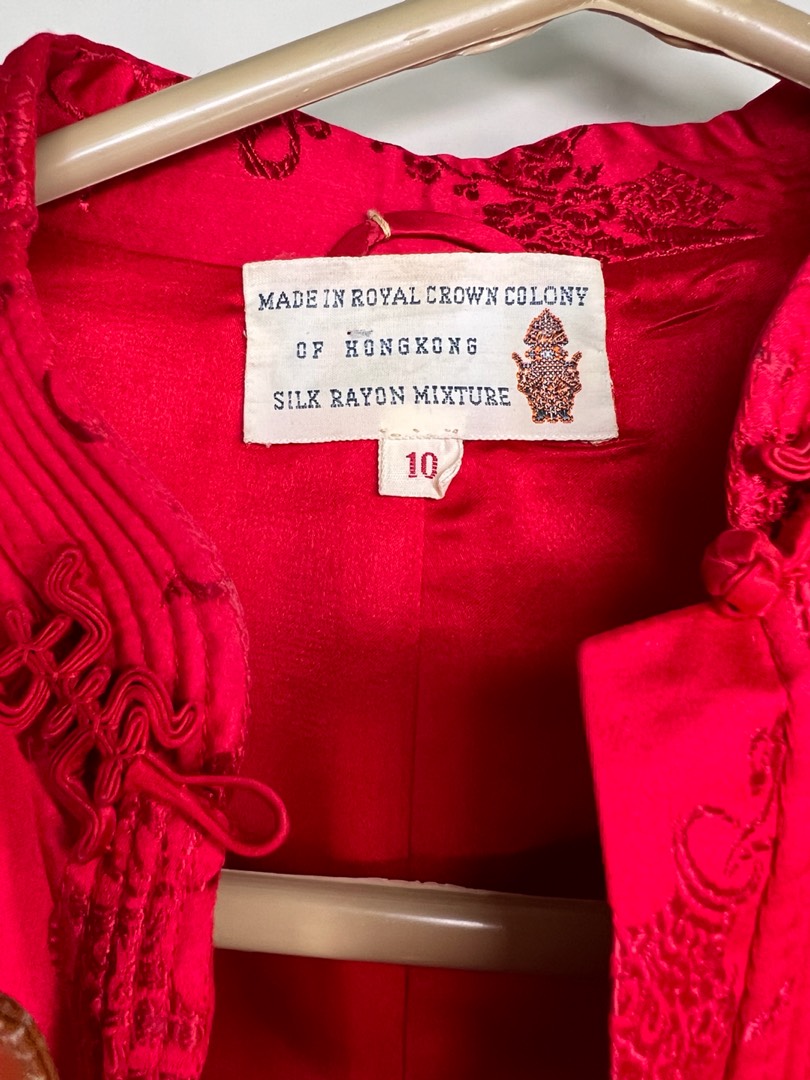 MADE IN ROYAL CROWN COLONY
OF HONGKONG
SILK RAYON MIXTURE
10